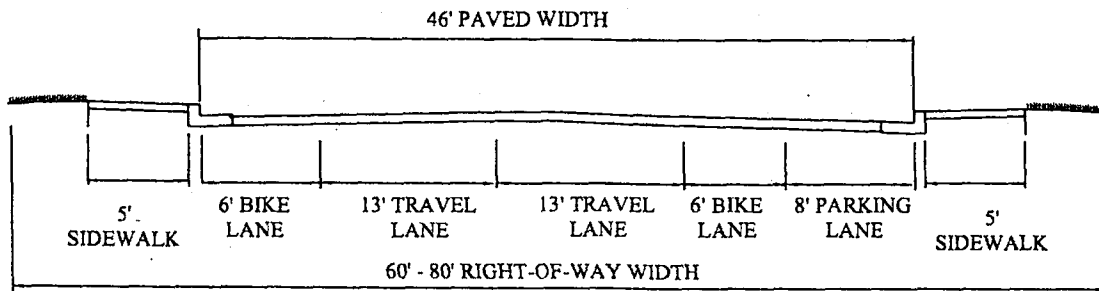 46' PAVED WIDTH
5'
SIDEWALK
6' BIKE
LANE
13' TRAVEL
LANE
13' TRAVEL
LANE
6' BIKE
LANE
8' PARKING
LANE
5'
SIDEWALK
60' - 80' RIGHT-OF-WAY WIDTH